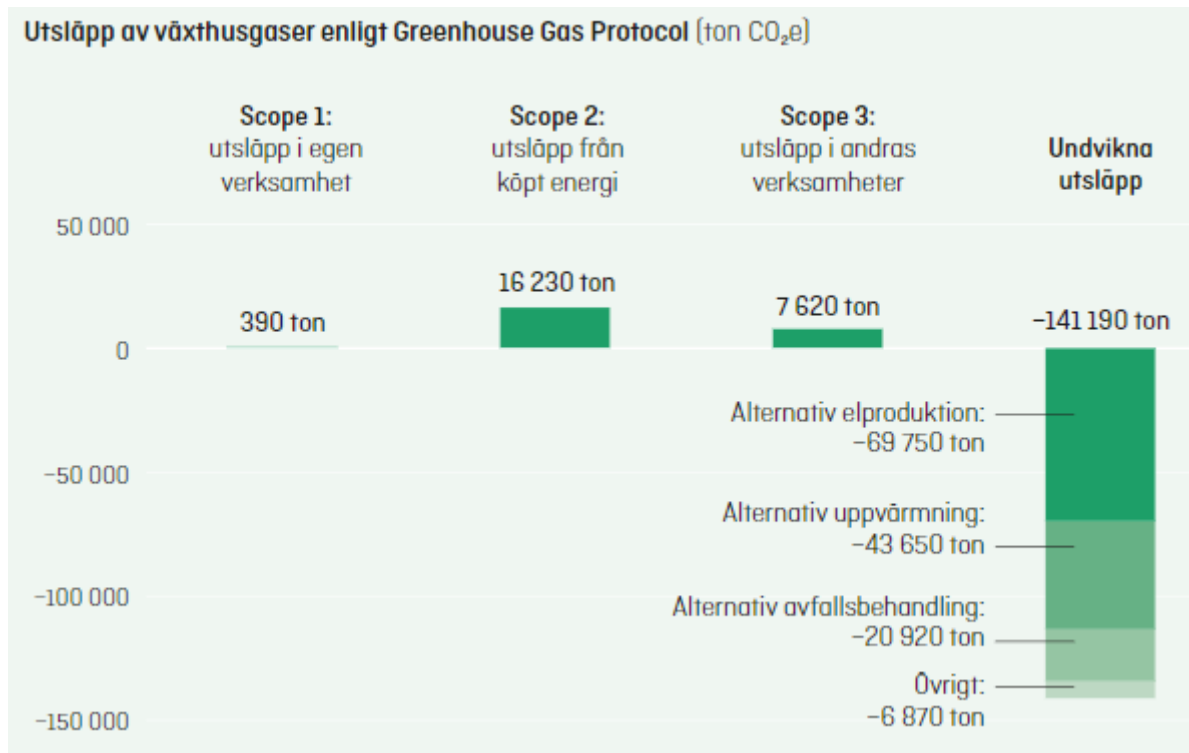 Utsläpp av växthusgaser enligt Greenhouse Gas Protocol (ton CO₂e)
Scope 1:
utsläpp i egen
verksamhet
Scope 2:
utsläpp från
köpt energi
Scope 3:
utsläpp i andras
verksamheter
Undvikna
utsläpp
50 000
0
−50 000
−100 000
−150 000
390 ton
16 230 ton
7 620 ton
−141 190 ton
Alternativ elproduktion:
−69 750 ton
Alternativ uppvärmning:
−43 650 ton
Alternativ avfallsbehandling:
−20 920 ton
Övrigt:
−6 870 ton